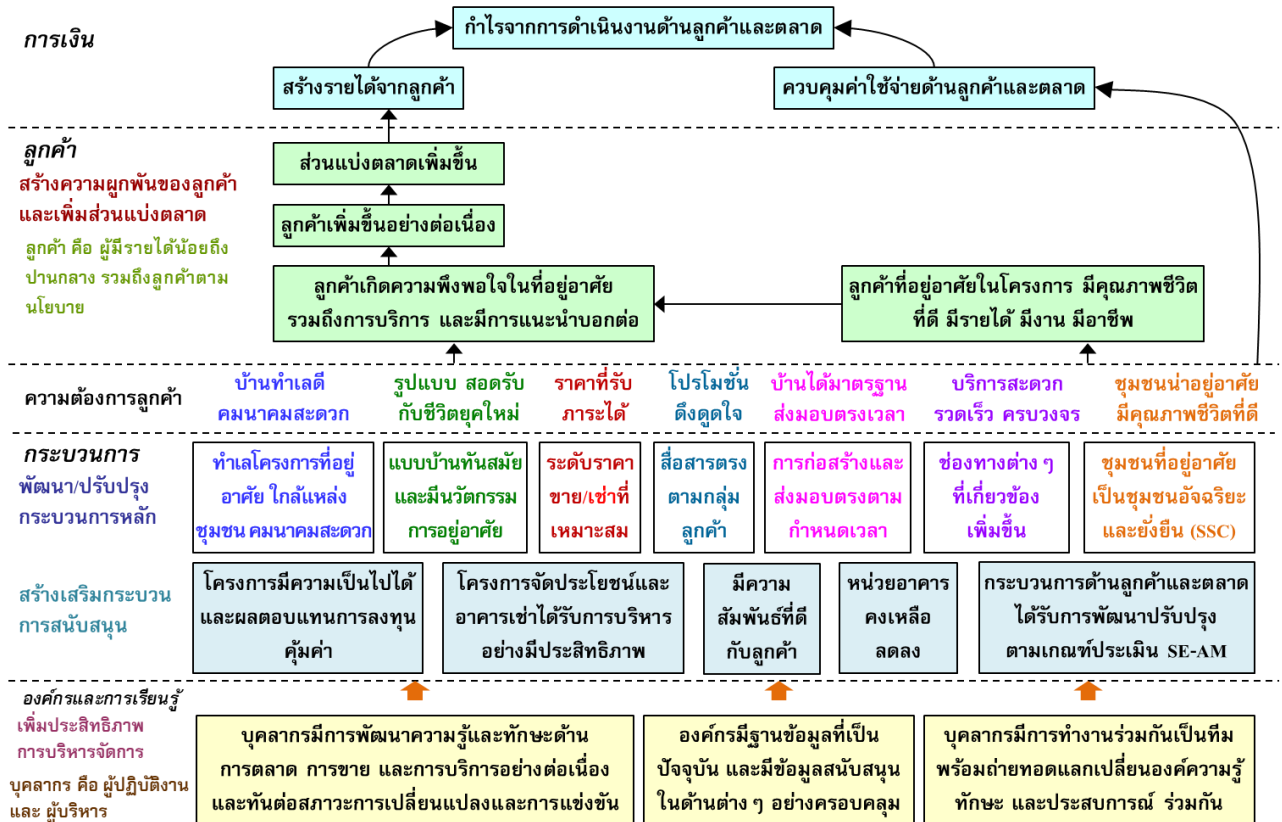 การเงิน
กำไรจากการดำเนินงานด้านลูกค้าและตลาด
สร้างรายได้จากลูกค้า
ควบคุมค่าใช้จ่ายด้านลูกค้าและตลาด
ลูกค้า
สร้างความผูกพันของลูกค้า
และเพิ่มส่วนแบ่งตลาด
ลูกค้า คือ ผู้มีรายได้น้อยถึง
ปานกลาง รวมถึงลูกค้าตาม
นโยบาย
ส่วนแบ่งตลาดเพิ่มขึ้น
ลูกค้าเพิ่มขึ้นอย่างต่อเนื่อง
ลูกค้าเกิดความพึงพอใจในที่อยู่อาศัย
รวมถึงการบริการ และมีการแนะนำบอกต่อ
ลูกค้าที่อยู่อาศัยในโครงการ มีคุณภาพชีวิต
ที่ดี มีรายได้ มีงาน มีอาชีพ
ความต้องการลูกค้า
บ้านทำเลดี
คมนาคมสะดวก
รูปแบบ สอดรับ
กับชีวิตยุคใหม่
ราคาที่รับ
ภาระได้
โปรโมชั่น
ดึงดูดใจ
บ้านได้มาตรฐาน
ส่งมอบตรงเวลา
บริการสะดวก
รวดเร็ว ครบวงจร
ชุมชนน่าอยู่อาศัย
มีคุณภาพชีวิตที่ดี
กระบวนการ
พัฒนา/ปรับปรุง
กระบวนการหลัก
ทำเลโครงการที่อยู่
อาศัย ใกล้แหล่ง
ชุมชน คมนาคมสะดวก
แบบบ้านทันสมัย
และมีนวัตกรรม
การอยู่อาศัย
ระดับราคา
ขาย/เช่าที่
เหมาะสม
สื่อสารตรง
ตามกลุ่ม
ลูกค้า
การก่อสร้างและ
ส่งมอบตรงตาม
กำหนดเวลา
ช่องทางต่าง ๆ
ที่เกี่ยวข้อง
เพิ่มขึ้น
ชุมชนที่อยู่อาศัย
เป็นชุมชนอัจฉริยะ
และยั่งยืน (SSC)
สร้างเสริมกระบวน
การสนับสนุน
โครงการมีความเป็นไปได้
และผลตอบแทนการลงทุน
คุ้มค่า
โครงการจัดประโยชน์และ
อาคารเช่าได้รับการบริหาร
อย่างมีประสิทธิภาพ
มีความ
สัมพันธ์ที่ดี
กับลูกค้า
หน่วยอาคาร
คงเหลือ
ลดลง
กระบวนการด้านลูกค้าและตลาด
ได้รับการพัฒนาปรับปรุง
ตามเกณฑ์ประเมิน SE-AM
องค์กรและการเรียนรู้
เพิ่มประสิทธิภาพ
การบริหารจัดการ
บุคลากร คือ ผู้ปฏิบัติงาน
และ ผู้บริหาร
บุคลากรมีการพัฒนาความรู้และทักษะด้าน
การตลาด การขาย และการบริการอย่างต่อเนื่อง
และทันต่อสภาวะการเปลี่ยนแปลงและการแข่งขัน
องค์กรมีฐานข้อมูลที่เป็น
ปัจจุบัน และมีข้อมูลสนับสนุน
ในด้านต่าง ๆ อย่างครอบคลุม
บุคลากรมีการทำงานร่วมกันเป็นทีม
พร้อมถ่ายทอดแลกเปลี่ยนองค์ความรู้
ทักษะ และประสบการณ์ ร่วมกัน